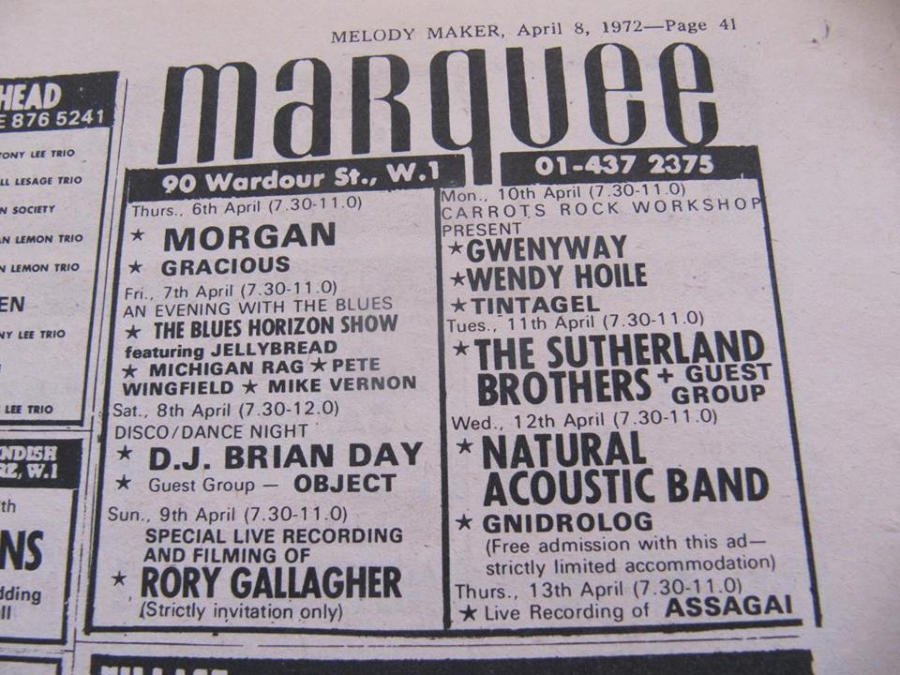 MELODY MAKER, April 8, 1972—Page 41
marquee
90 Wardour St., W.1
01-437 2375
Thurs., 6th April (7.30-11.0)
★ MORGAN
★ GRACIOUS
Fri., 7th April (7.30-11.0)
AN EVENING WITH THE BLUES
★ THE BLUES HORIZON SHOW
featuring JELLYBREAD
★ MICHIGAN RAG ★ PETE
WINGFIELD ★ MIKE VERNON
Sat., 8th April (7.30-12.0)
DISCO/DANCE NIGHT
★ D.J. BRIAN DAY
★ Guest Group — OBJECT
Sun., 9th April (7.30-11.0)
SPECIAL LIVE RECORDING
AND FILMING OF
★ RORY GALLAGHER
(Strictly invitation only)
Mon., 10th April (7.30-11.0)
CARROTS ROCK WORKSHOP
PRESENT
★ GWENYWAY
★ WENDY HOILE
★ TINTAGEL
Tues., 11th April (7.30-11.0)
★ THE SUTHERLAND
BROTHERS + GUEST
GROUP
Wed., 12th April (7.30-11.0)
★ NATURAL
ACOUSTIC BAND
★ GNIDROLOG
(Free admission with this ad—
strictly limited accommodation)
Thurs., 13th April (7.30-11.0)
★ Live Recording of ASSAGAI
HEAD
876 5241
TONY LEE TRIO
LESAGE TRIO
SOCIETY
LEMON TRIO
LEMON TRIO
LEE TRIO
LEE TRIO
W.1